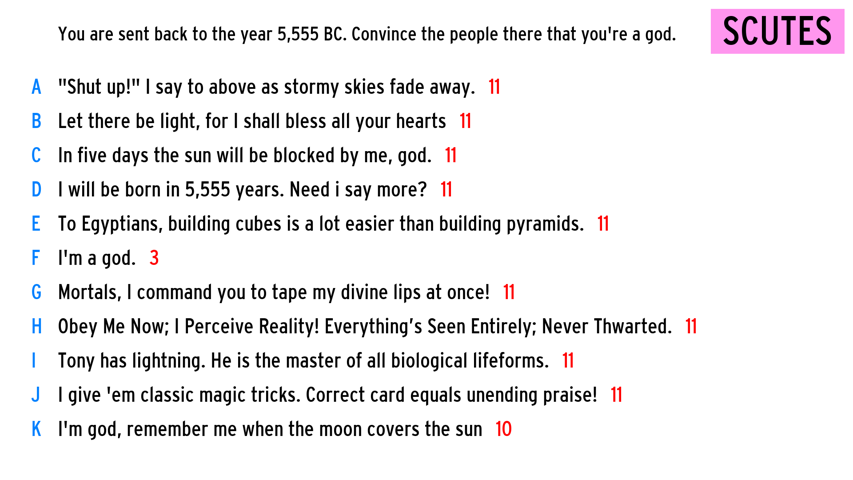 You are sent back to the year 5,555 BC. Convince the people there that you're a god.
SCUTES
A "Shut up!" I say to above as stormy skies fade away. 11
B Let there be light, for I shall bless all your hearts 11
C In five days the sun will be blocked by me, god. 11
D I will be born in 5,555 years. Need i say more? 11
E To Egyptians, building cubes is a lot easier than building pyramids. 11
F I'm a god. 3
G Mortals, I command you to tape my divine lips at once! 11
H Obey Me Now; I Perceive Reality! Everything’s Seen Entirely; Never Thwarted. 11
I Tony has lightning. He is the master of all biological lifeforms. 11
J I give 'em classic magic tricks. Correct card equals unending praise! 11
K I'm god, remember me when the moon covers the sun 10